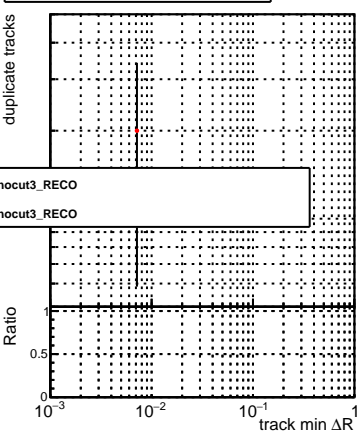 duplicate tracks
nocut3_RECO
nocut3_RECO
Ratio
1
0.5
0
10⁻³ 10⁻² 10⁻¹ 1
track min ΔR